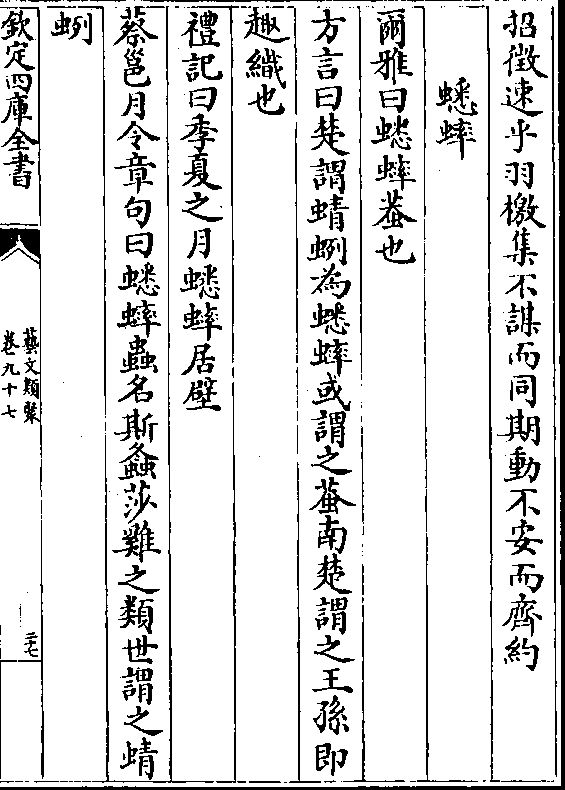 招徵速乎羽檄集不謀而同期動不安而齊約
蟋蟀
爾雅曰蟋蟀蛬也
方言曰楚謂蜻蛚為蟋蟀或謂之蛬南楚謂之王孫即
趣織也
禮記曰季夏之月蟋蟀居壁
蔡邕月令章句曰蟋蟀蟲名斯螽莎雞之類世謂之蜻
蛚
欽定四庫全書
藝文類聚
卷九十七
二七